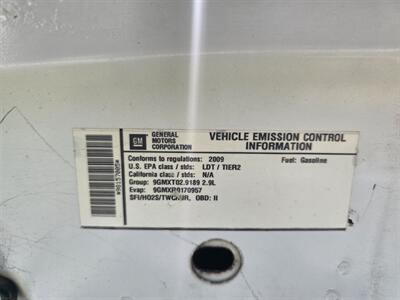 GM
GENERAL
MOTORS
CORPORATION
VEHICLE EMISSION CONTROL
INFORMATION
Conforms to regulations: 2009 Fuel: Gasoline
U.S. EPA class / stds: LDT / TIER2
California class / stds: N/A
Group: 9GMXT02.9189 2.9L
Evap: 9GMXR0170957
SFI/HO2S/TWC/AIR, OBD: II